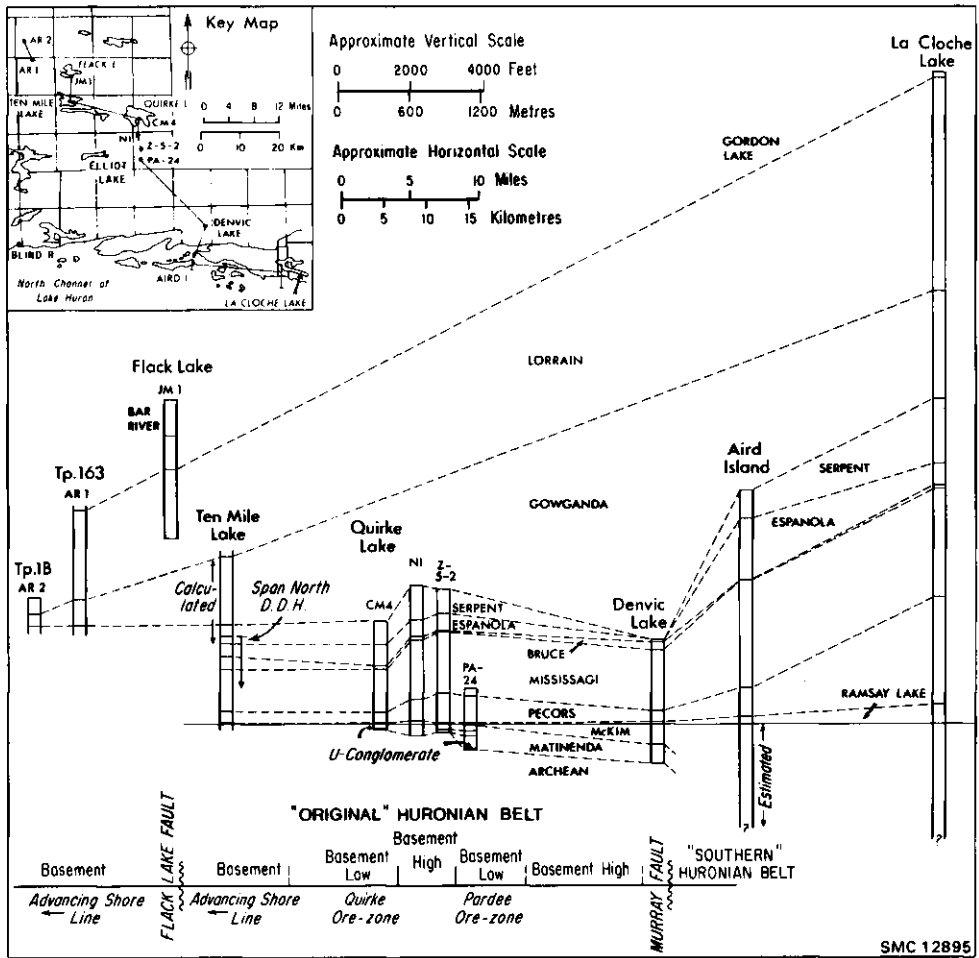 Key Map
AR 2
AR 1
FLACK L
JM 1
TEN MILE
LAKE
QUIRKE L
CM4
N1
Z-S-2
PA-24
ELLIOT
LAKE
DENVIC
LAKE
BLIND R
AIRD I
North Channel of
Lake Huron
LA CLOCHE LAKE
0 4 8 12 Miles
0 10 20 Km
Approximate Vertical Scale
0 2000 4000 Feet
0 600 1200 Metres
Approximate Horizontal Scale
0 5 10 Miles
0 5 10 15 Kilometres
La Cloche
Lake
GORDON
LAKE
LORRAIN
Flack Lake
JM 1
BAR
RIVER
Tp.163
AR 1
Tp.1B
AR 2
Ten Mile
Lake
Calcu-
lated
Span North
D.D.H.
Quirke
Lake
CM4
N1
Z-
S-2
PA-
24
GOWGANDA
Aird
Island
SERPENT
ESPANOLA
SERPENT
ESPANOLA
BRUCE
Denvic
Lake
MISSISSAGI
PECORS
RAMSAY LAKE
McKIM
U-Conglomerate
MATINENDA
ARCHEAN
Estimated
?
?
"ORIGINAL" HURONIAN BELT
"SOUTHERN"
HURONIAN BELT
FLACK LAKE FAULT
MURRAY FAULT
Basement
Basement
Basement
Low
Basement
High
Basement
Low
Basement High
Advancing Shore
Line
Advancing Shore
Line
Quirke
Ore-zone
Pardee
Ore-zone
SMC 12895